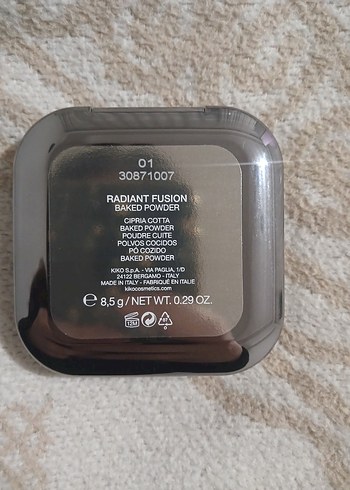 01
30871007
RADIANT FUSION
BAKED POWDER
CIPRIA COTTA
BAKED POWDER
POUDRE CUITE
POLVOS COCIDOS
PÓ COZIDO
BAKED POWDER
KIKO S.p.A. - VIA PAGLIA, 1/D
24122 BERGAMO - ITALY
MADE IN ITALY - FABRIQUÉ EN ITALIE
kikocosmetics.com
℮ 8,5 g / NET WT. 0.29 OZ.
12M